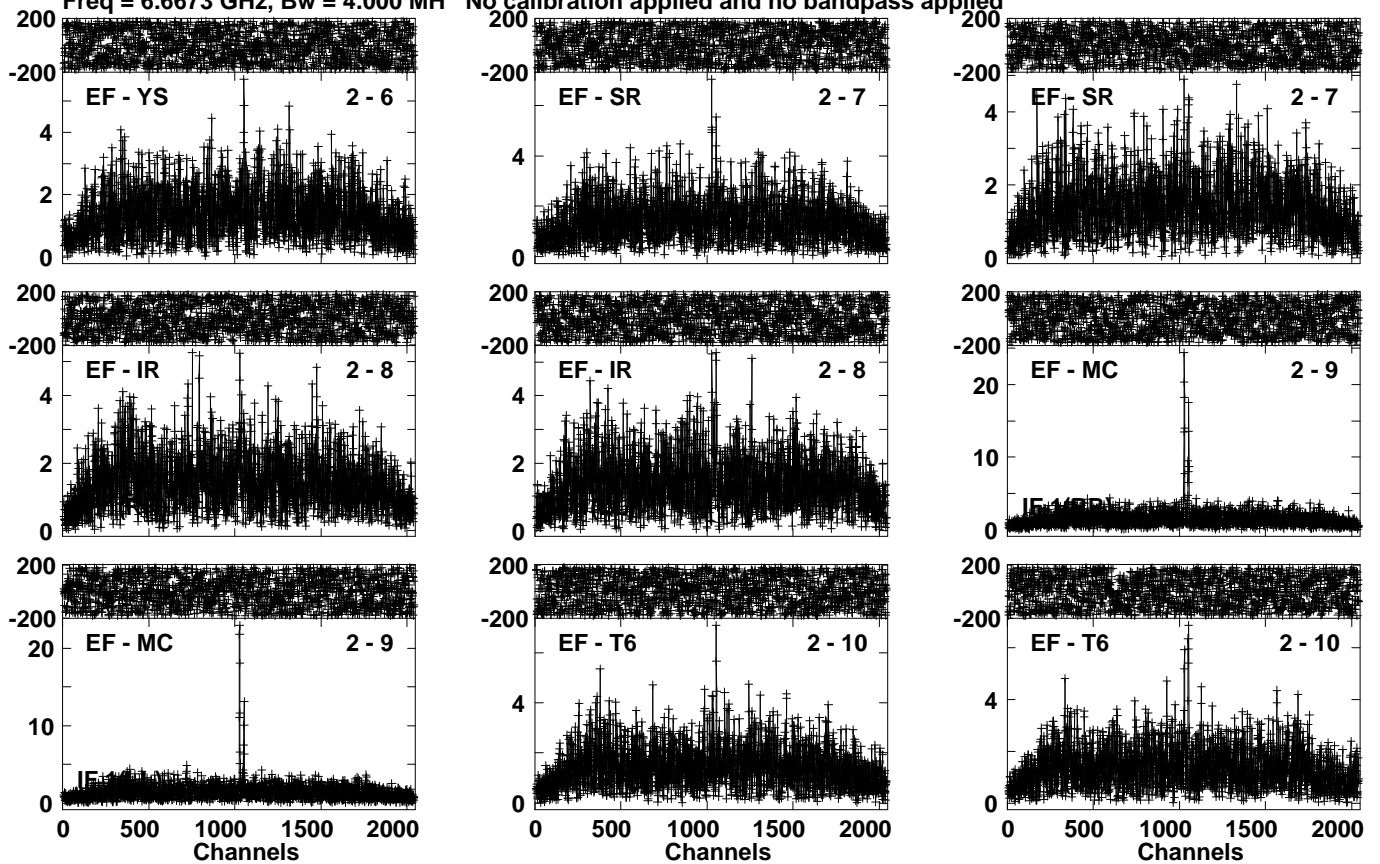 Freq = 6.6673 GHz, Bw = 4.000 MH No calibration applied and no bandpass applied
200 200 200
-200 -200 -200
EF - YS 2 - 6 EF - SR 2 - 7 EF - SR 2 - 7
4 4 4
2 2
0 0 0
200 200 200
-200 -200 -200
EF - IR 2 - 8 EF - IR 2 - 8 EF - MC 2 - 9
4 4 20
2 2 10
0 0 0
200 200 200
-200 -200 -200
EF - MC 2 - 9 EF - T6 2 - 10 EF - T6 2 - 10
20
10 4 4
0 0 0
0 500 1000 1500 2000 0 500 1000 1500 2000 0 500 1000 1500 2000
Channels Channels Channels